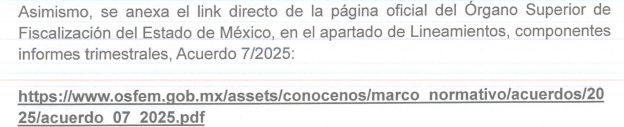 Asimismo, se anexa el link directo de la página oficial del Órgano Superior de
Fiscalización del Estado de México, en el apartado de Lineamientos, componentes
informes trimestrales, Acuerdo 7/2025:
https://www.osfem.gob.mx/assets/conocenos/marco_normativo/acuerdos/20
25/acuerdo_07_2025.pdf